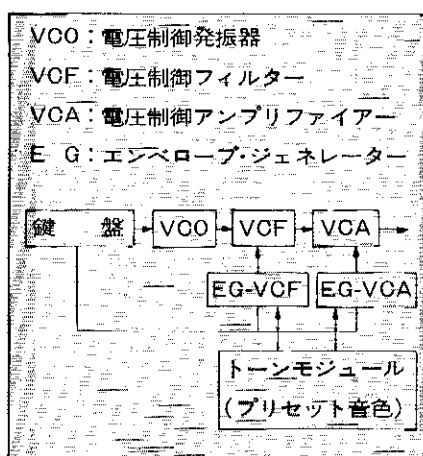 VCO：電圧制御発振器
VCF：電圧制御フィルター
VCA：電圧制御アンプリファイアー
E G：エンベロープ・ジェネレーター
鍵 盤 VCO VCF VCA
EG-VCF EG-VCA
トーンモジュール
(プリセット音色)